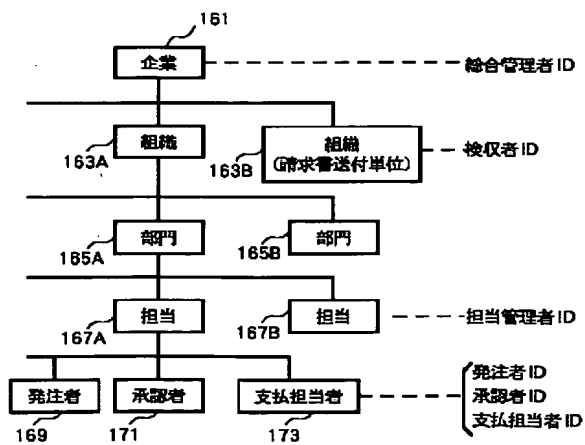 161
企業
総合管理者ID
組織
163A
組織
(請求書送付単位)
163B
検収者ID
部門
165A
部門
165B
担当
167A
担当
167B
担当管理者ID
発注者
169
承認者
171
支払担当者
173
発注者ID
承認者ID
支払担当者ID